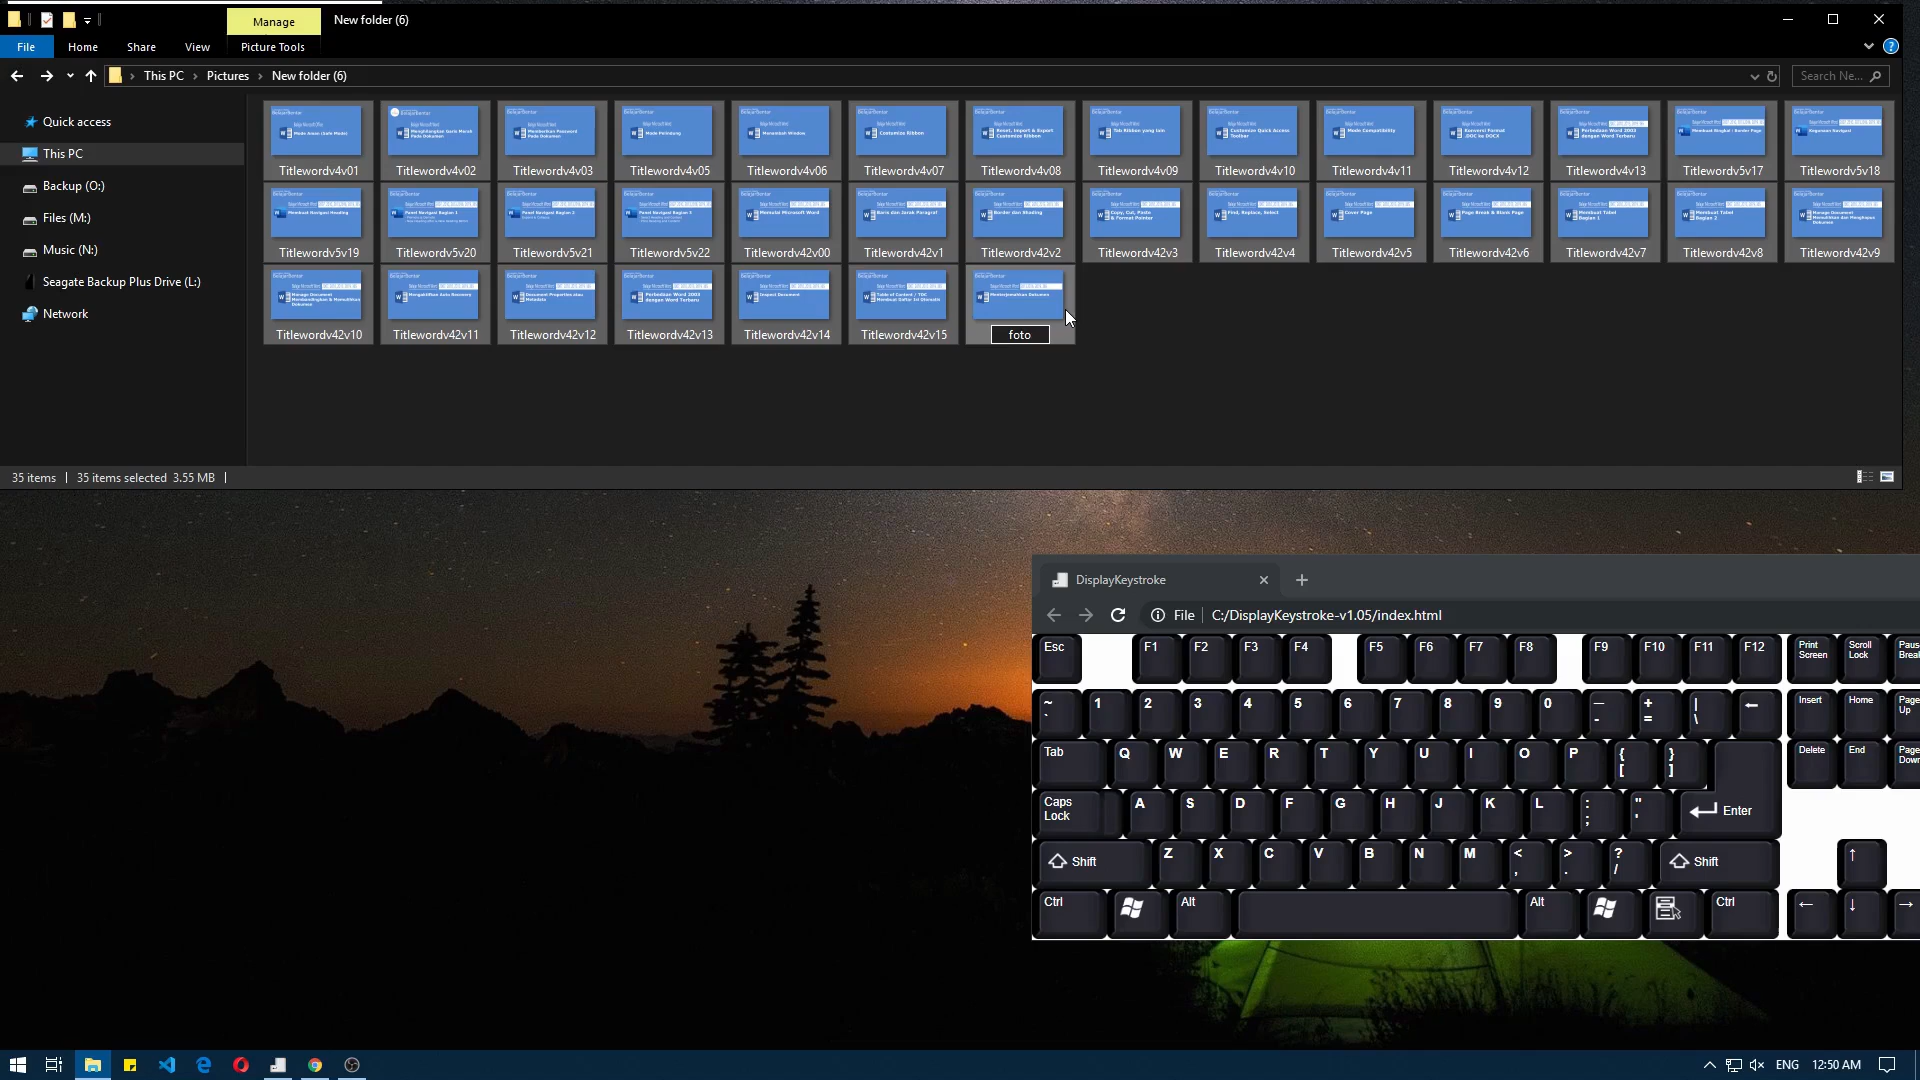 Manage
New folder (6)
File
Home
Share
View
Picture Tools
This PC
Pictures
New folder (6)
Search Ne...
Quick access
This PC
Backup (O:)
Files (M:)
Music (N:)
Seagate Backup Plus Drive (L:)
Network
Titlewordv4v01
Titlewordv4v02
Titlewordv4v03
Titlewordv4v05
Titlewordv4v06
Titlewordv4v07
Titlewordv4v08
Titlewordv4v09
Titlewordv4v10
Titlewordv4v11
Titlewordv4v12
Titlewordv4v13
Titlewordv5v17
Titlewordv5v18
Titlewordv5v19
Titlewordv5v20
Titlewordv5v21
Titlewordv5v22
Titlewordv42v00
Titlewordv42v1
Titlewordv42v2
Titlewordv42v3
Titlewordv42v4
Titlewordv42v5
Titlewordv42v6
Titlewordv42v7
Titlewordv42v8
Titlewordv42v9
Titlewordv42v10
Titlewordv42v11
Titlewordv42v12
Titlewordv42v13
Titlewordv42v14
Titlewordv42v15
foto
35 items
35 items selected 3.55 MB
DisplayKeystroke
File
C:/DisplayKeystroke-v1.05/index.html
Esc F1 F2 F3 F4 F5 F6 F7 F8 F9 F10 F11 F12 Print Screen Scroll Lock
~ ` 1 2 3 4 5 6 7 8 9 0 — - + = | \ ← Insert Home Page Up
Tab Q W E R T Y U I O P { [ } ] Delete End Page Down
Caps Lock A S D F G H J K L : ; " ' Enter
Shift Z X C V B N M < , > . ? / Shift ↑
Ctrl Alt Alt Ctrl ← ↓ →
ENG
12:50 AM